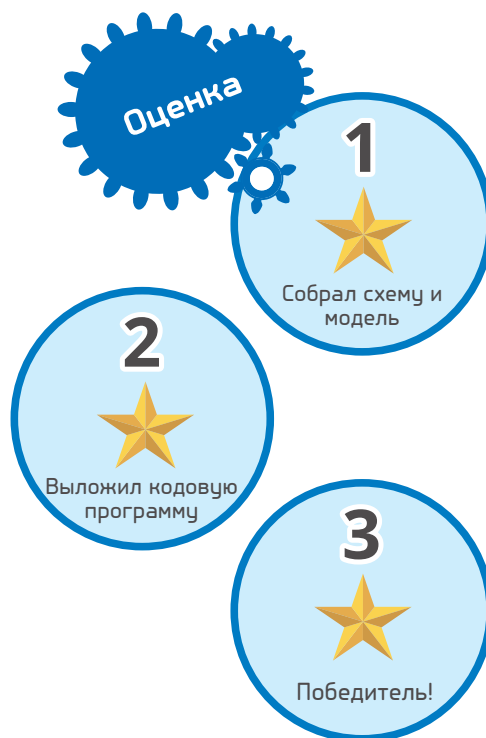 Оценка
1
Собрал схему и
модель
2
Выложил кодовую
программу
3
Победитель!